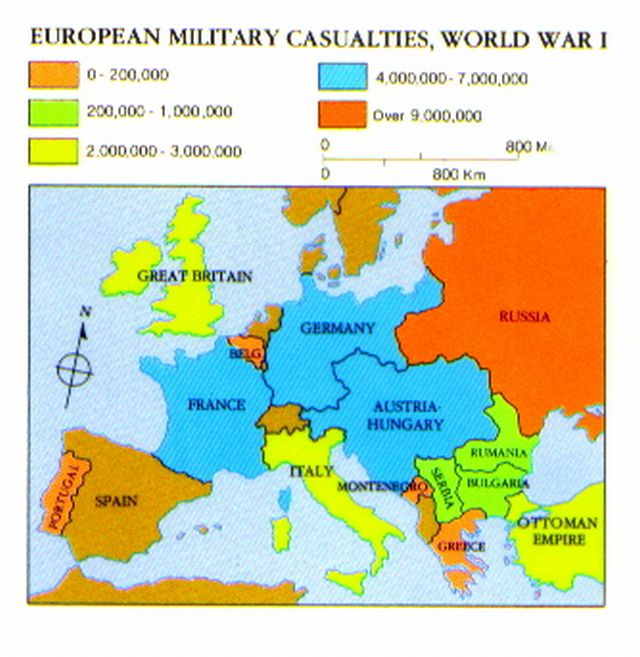 EUROPEAN MILITARY CASUALTIES, WORLD WAR I
0 - 200,000
200,000 - 1,000,000
2,000,000 - 3,000,000
4,000,000 - 7,000,000
Over 9,000,000
0 800 Mi.
0 800 Km
N
GREAT BRITAIN
GERMANY
RUSSIA
BELG
FRANCE
AUSTRIA-
HUNGARY
RUMANIA
ITALY
SERBIA
BULGARIA
MONTENEGRO
PORTUGAL
SPAIN
OTTOMAN
EMPIRE
GREECE